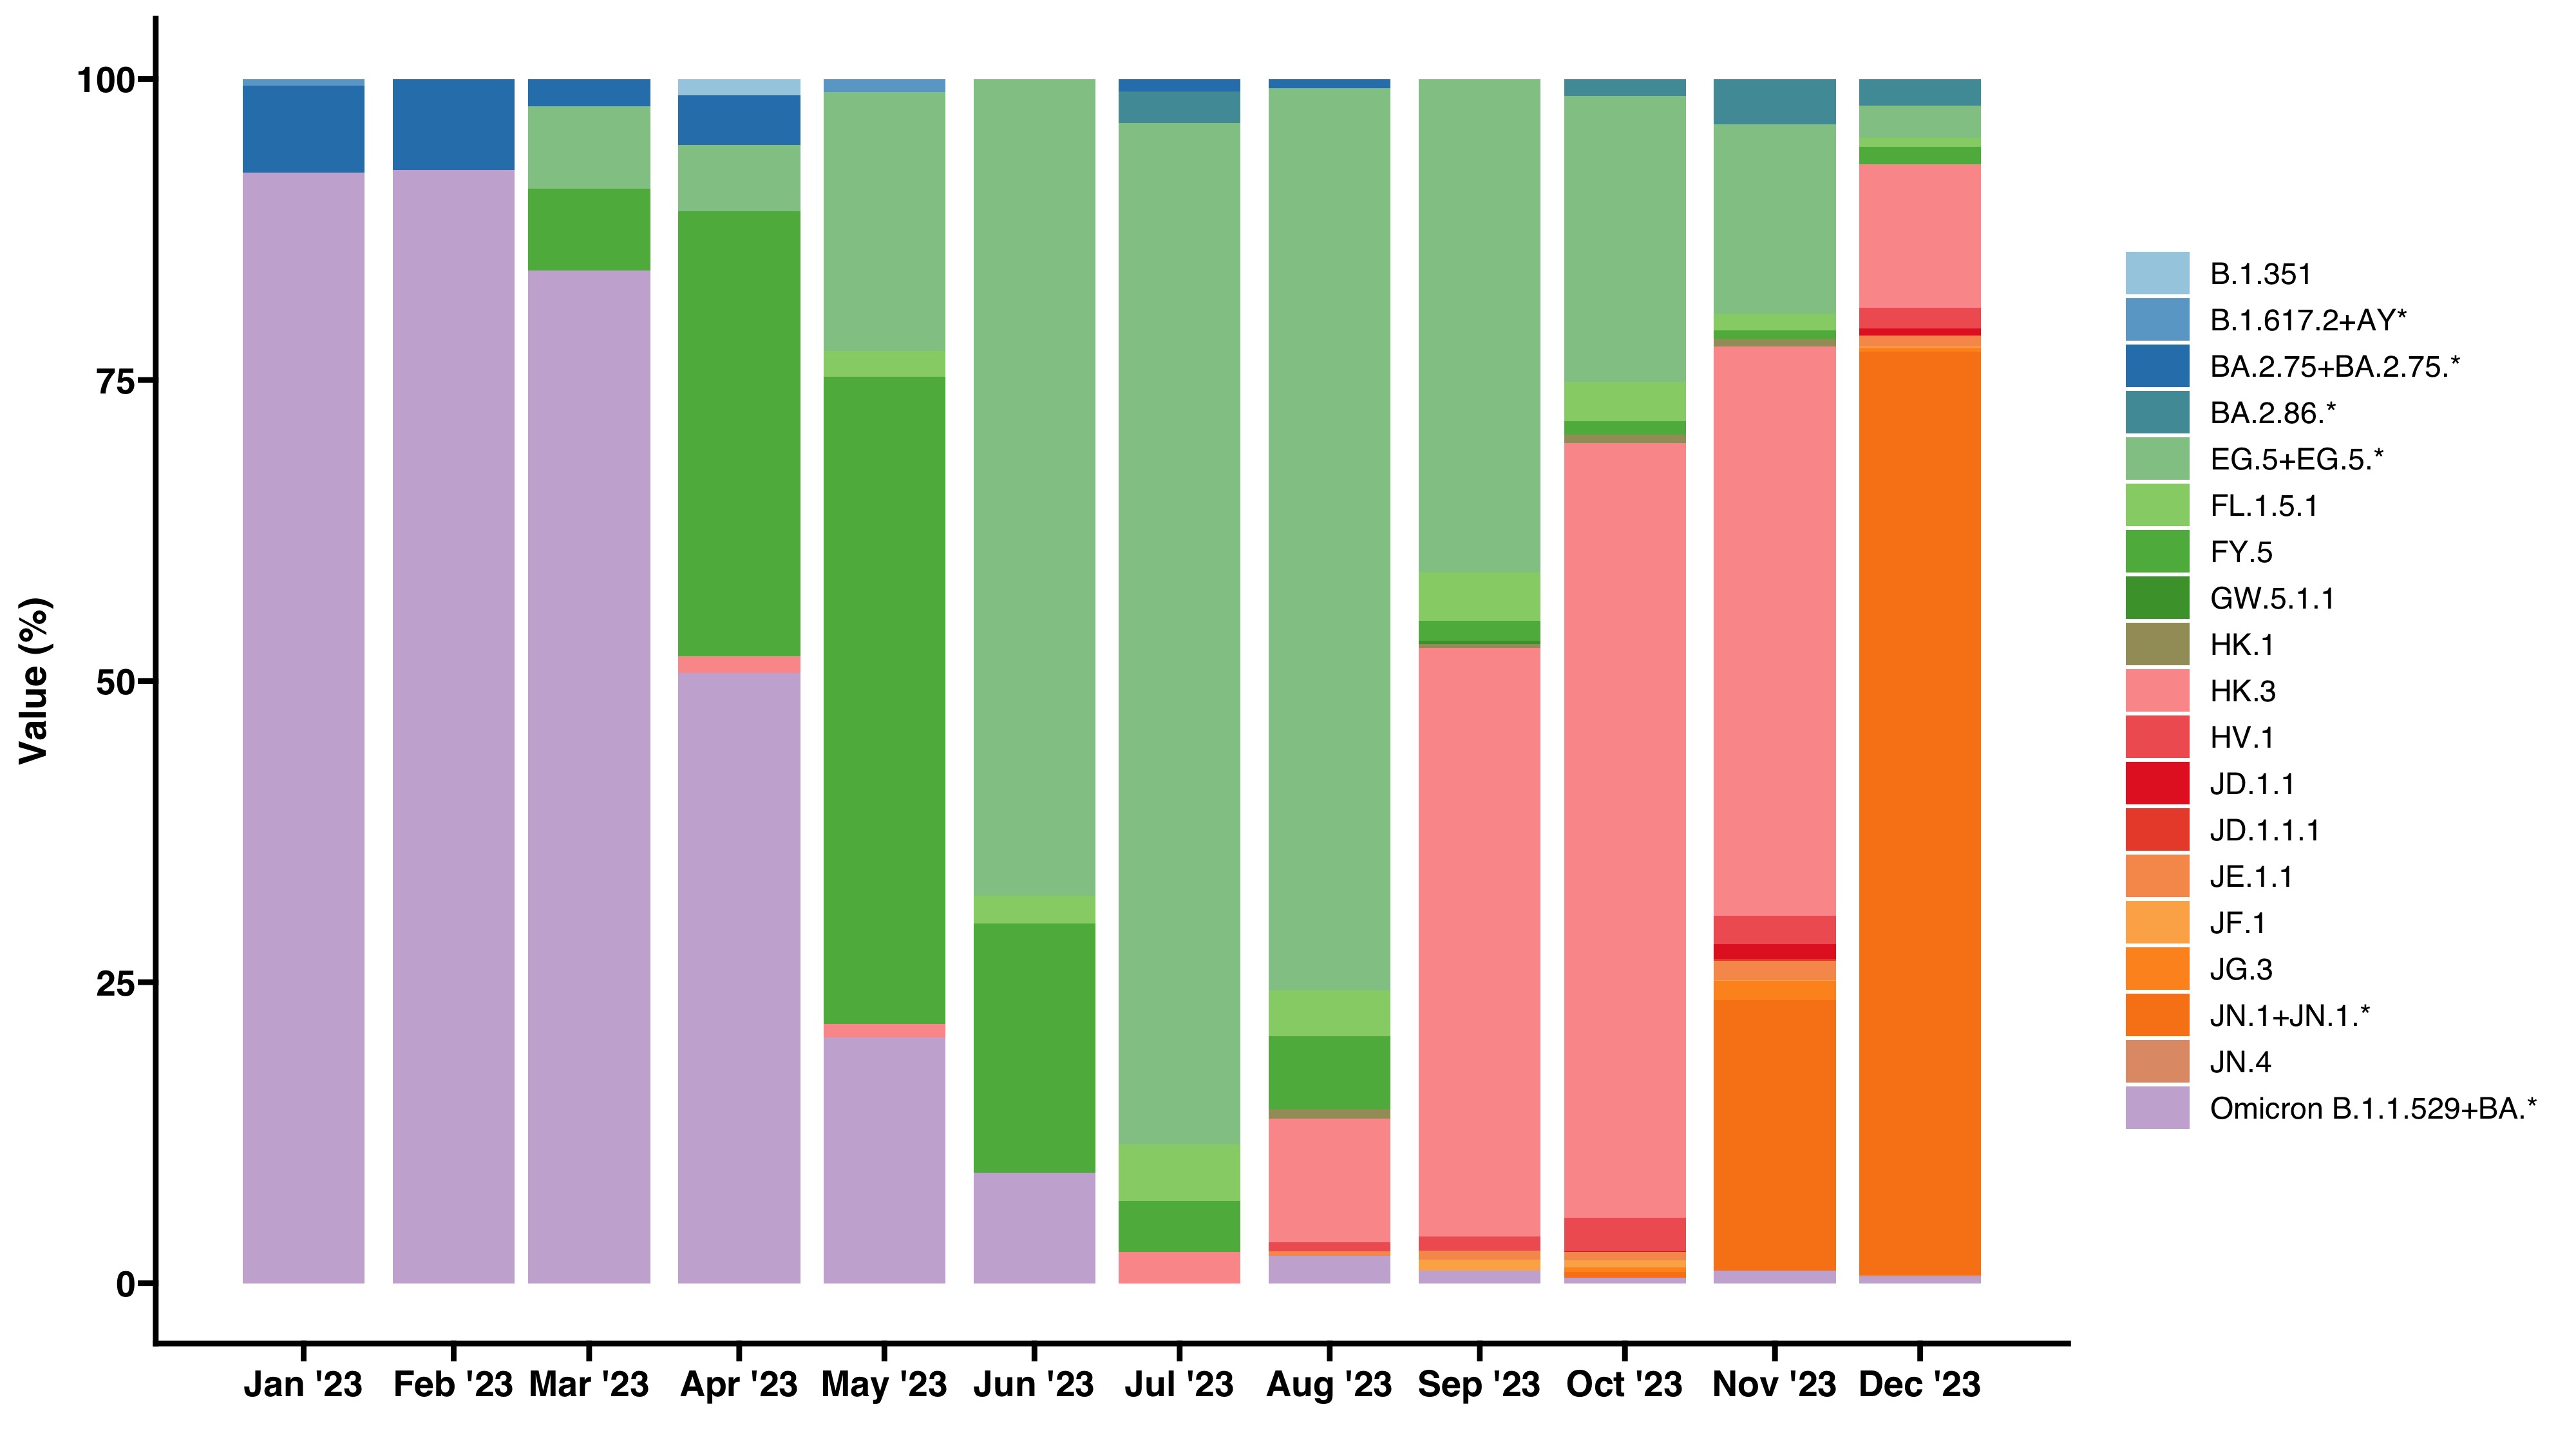 Value (%)
100
75
50
25
0
Jan '23 Feb '23 Mar '23 Apr '23 May '23 Jun '23 Jul '23 Aug '23 Sep '23 Oct '23 Nov '23 Dec '23
B.1.351
B.1.617.2+AY*
BA.2.75+BA.2.75.*
BA.2.86.*
EG.5+EG.5.*
FL.1.5.1
FY.5
GW.5.1.1
HK.1
HK.3
HV.1
JD.1.1
JD.1.1.1
JE.1.1
JF.1
JG.3
JN.1+JN.1.*
JN.4
Omicron B.1.1.529+BA.*